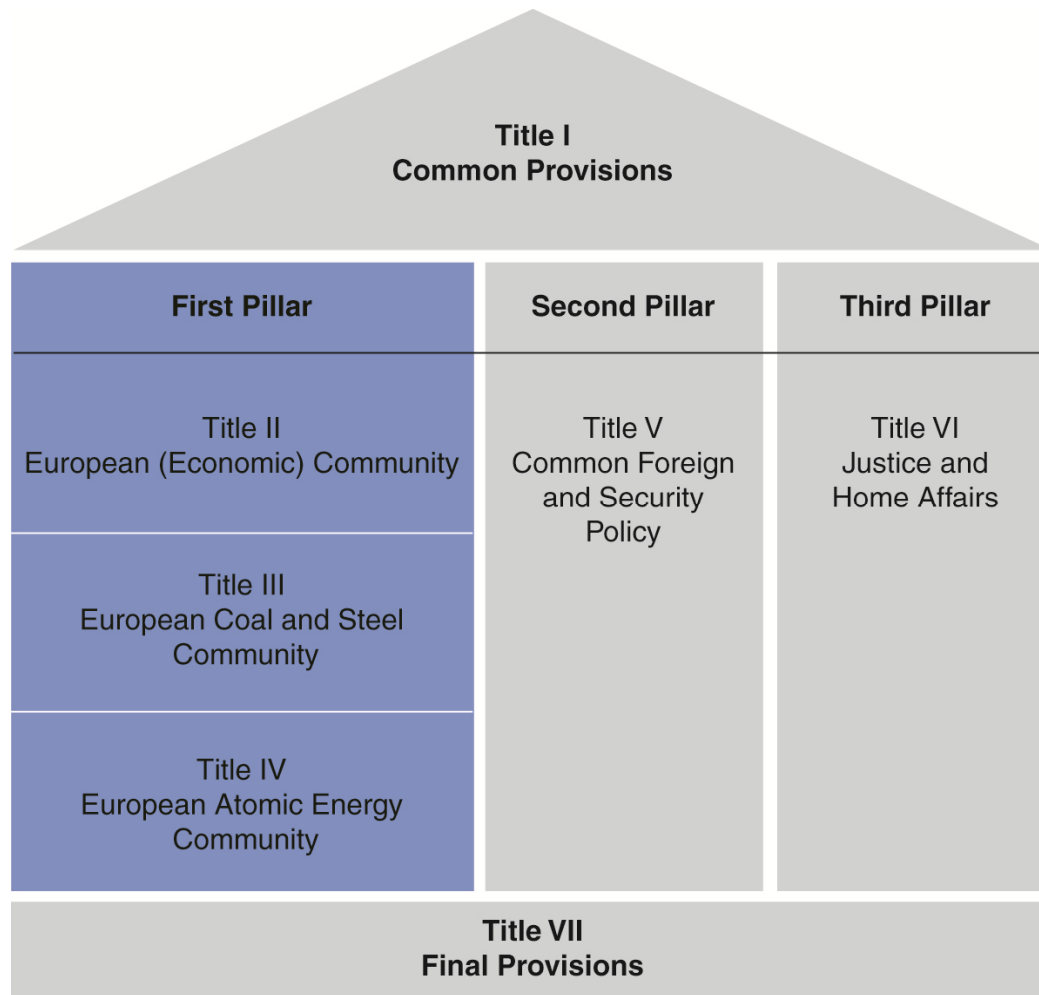 Title I
Common Provisions
First Pillar
Second Pillar
Third Pillar
Title II
European (Economic) Community
Title III
European Coal and Steel
Community
Title IV
European Atomic Energy
Community
Title V
Common Foreign
and Security
Policy
Title VI
Justice and
Home Affairs
Title VII
Final Provisions